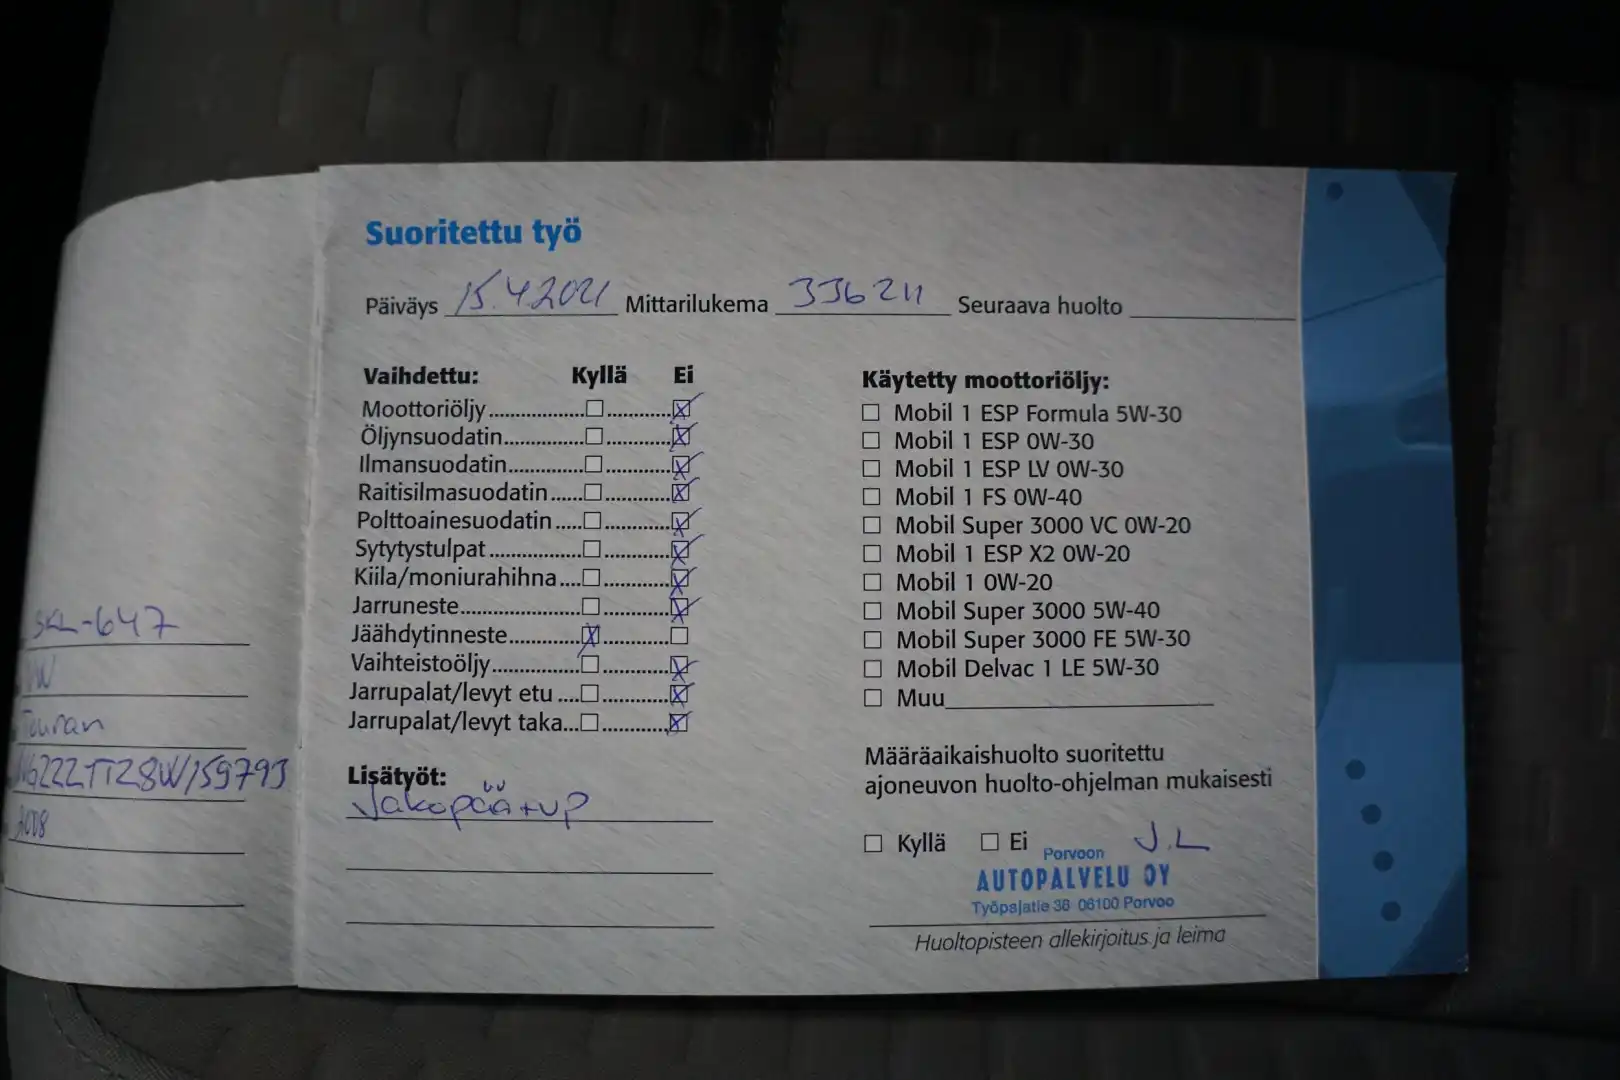 SKL-647
VW
Touran
2008
Suoritettu työ
Päiväys 15.4.2021 Mittarilukema 336211 Seuraava huolto
Vaihdettu: Kyllä Ei
Moottoriöljy
Öljynsuodatin
Ilmansuodatin
Raitisilmasuodatin
Polttoainesuodatin
Sytytystulpat
Kiila/moniurahihna
Jarruneste
Jäähdytinneste
Vaihteistoöljy
Jarrupalat/levyt etu
Jarrupalat/levyt taka
Lisätyöt:
Jakopää+vp
Käytetty moottoriöljy:
Mobil 1 ESP Formula 5W-30
Mobil 1 ESP 0W-30
Mobil 1 ESP LV 0W-30
Mobil 1 FS 0W-40
Mobil Super 3000 VC 0W-20
Mobil 1 ESP X2 0W-20
Mobil 1 0W-20
Mobil Super 3000 5W-40
Mobil Super 3000 FE 5W-30
Mobil Delvac 1 LE 5W-30
Muu
Määräaikaishuolto suoritettu
ajoneuvon huolto-ohjelman mukaisesti
Kyllä Ei J.L
Porvoon
AUTOPALVELU OY
Työpajatie 38 06100 Porvoo
Huoltopisteen allekirjoitus ja leima